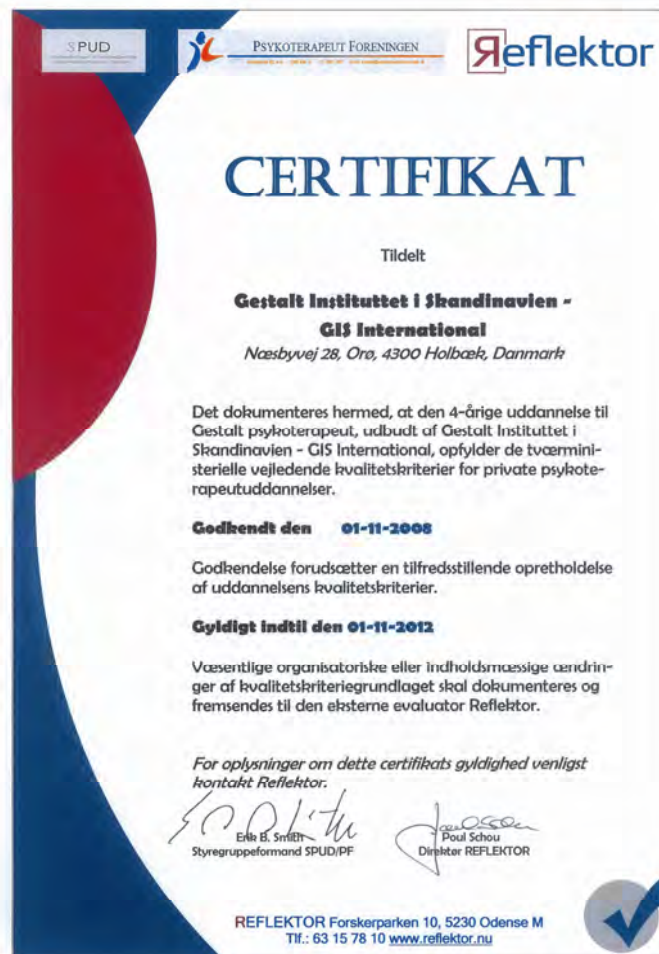 SPUD
PSYKOTERAPEUT FORENINGEN
Reflektor
CERTIFIKAT
Tildelt
Gestalt Instituttet i Skandinavien -
GIS International
Næsbyvej 28, Orø, 4300 Holbæk, Danmark
Det dokumenteres hermed, at den 4-årige uddannelse til
Gestalt psykoterapeut, udbudt af Gestalt Instituttet i
Skandinavien - GIS International, opfylder de tværmini-
sterielle vejledende kvalitetskriterier for private psykote-
rapeutuddannelser.
Godkendt den 01-11-2008
Godkendelse forudsætter en tilfredsstillende opretholdelse
af uddannelsens kvalitetskriterier.
Gyldigt indtil den 01-11-2012
Væsentlige organisatoriske eller indholdsmæssige ændrin-
ger af kvalitetskriteriegrundlaget skal dokumenteres og
fremsendes til den eksterne evaluator Reflektor.
For oplysninger om dette certifikats gyldighed venligst
kontakt Reflektor.
Erik B. Smith Poul Schou
Styregruppeformand SPUD/PF Direktør REFLEKTOR
REFLEKTOR Forskerparken 10, 5230 Odense M
Tlf.: 63 15 78 10 www.reflektor.nu